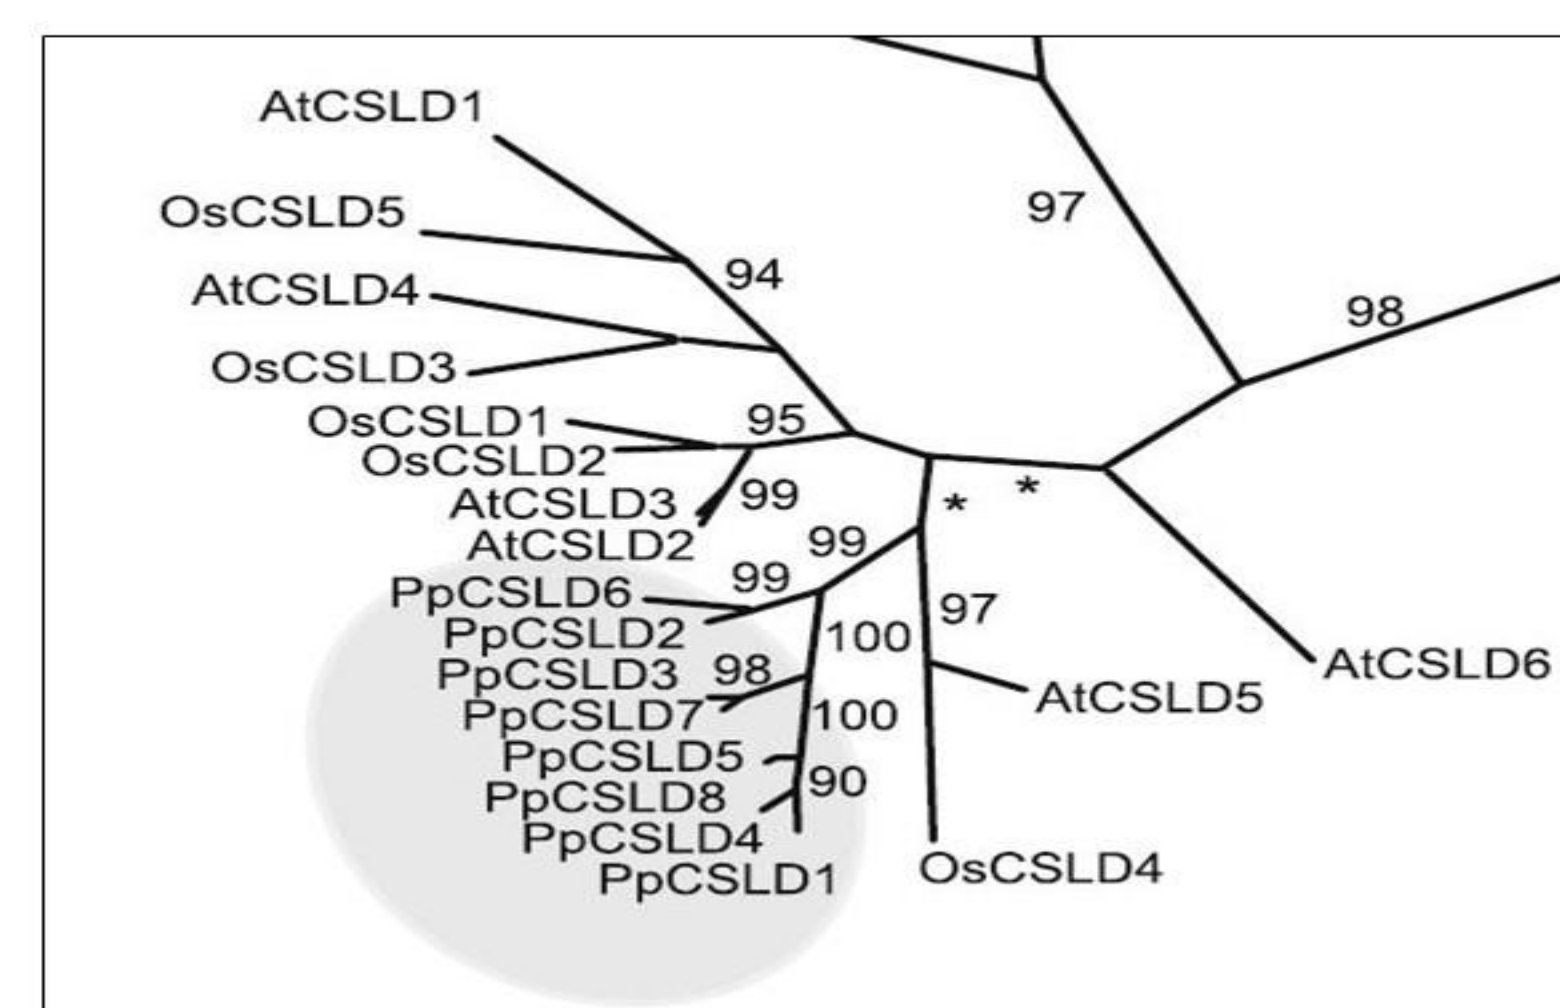 AtCSLD1
97
OsCSLD5
94
AtCSLD4
98
OsCSLD3
OsCSLD1
95
OsCSLD2
AtCSLD3
99
*
*
AtCSLD2
99
PpCSLD6
99
PpCSLD2
100
97
PpCSLD3
98
AtCSLD6
PpCSLD7
100
AtCSLD5
PpCSLD5
90
PpCSLD8
PpCSLD4
PpCSLD1
OsCSLD4